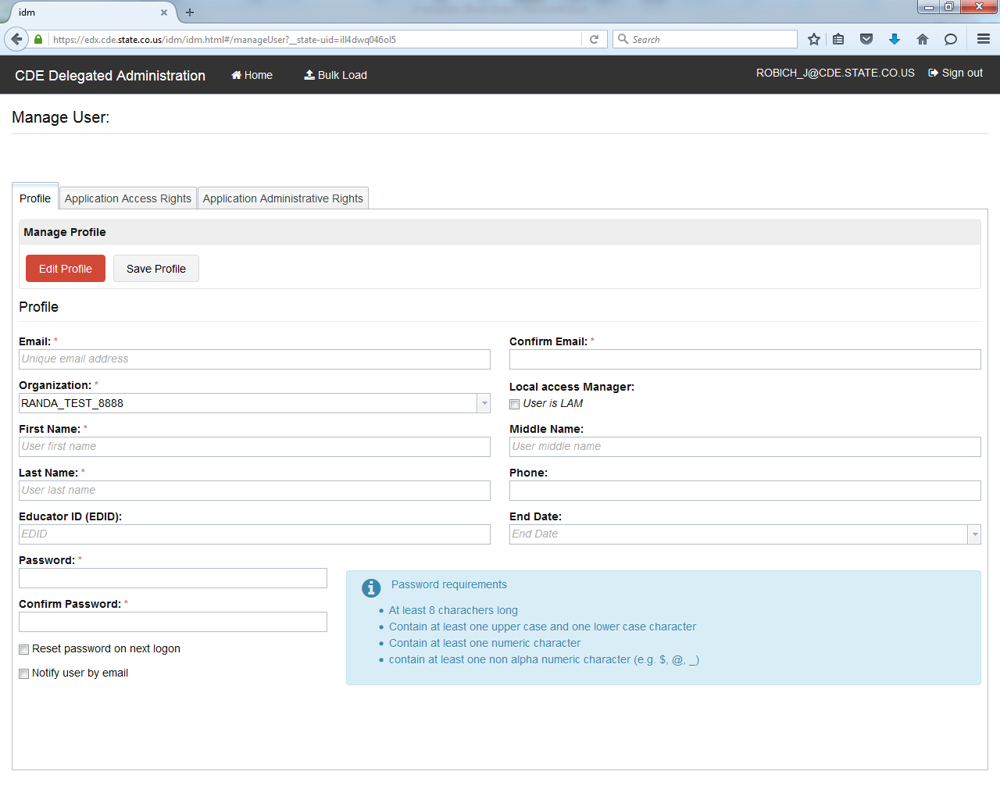 idm
https://edx.cde.state.co.us/idm/idm.html#/manageUser?__state-uid=ill4dwq046ol5
Search
CDE Delegated Administration
Home
Bulk Load
ROBICH_J@CDE.STATE.CO.US
Sign out
Manage User:
Profile
Application Access Rights
Application Administrative Rights
Manage Profile
Edit Profile
Save Profile
Profile
Email: *
Unique email address
Confirm Email: *
Organization: *
RANDA_TEST_8888
Local access Manager:
User is LAM
First Name: *
User first name
Middle Name:
User middle name
Last Name: *
User last name
Phone:
Educator ID (EDID):
EDID
End Date:
End Date
Password: *
Confirm Password: *
Reset password on next logon
Notify user by email
Password requirements
• At least 8 charachers long
• Contain at least one upper case and one lower case character
• Contain at least one numeric character
• contain at least one non alpha numeric character (e.g. $, @, _)